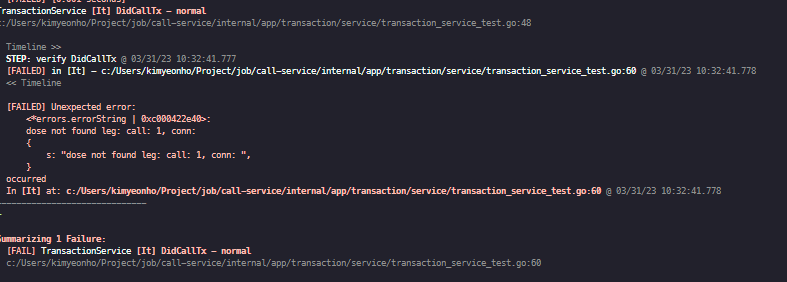 [FAILED] [0.001 seconds]
TransactionService [It] DidCallTx – normal
c:/Users/kimyeonho/Project/job/call-service/internal/app/transaction/service/transaction_service_test.go:48
Timeline >>
STEP: verify DidCallTx @ 03/31/23 10:32:41.777
[FAILED] in [It] – c:/Users/kimyeonho/Project/job/call-service/internal/app/transaction/service/transaction_service_test.go:60 @ 03/31/23 10:32:41.778
<< Timeline
[FAILED] Unexpected error:
<*errors.errorString | 0xc000422e40>:
dose not found leg: call: 1, conn:
{
s: "dose not found leg: call: 1, conn: ",
}
occurred
In [It] at: c:/Users/kimyeonho/Project/job/call-service/internal/app/transaction/service/transaction_service_test.go:60 @ 03/31/23 10:32:41.778
------------------------------
Summarizing 1 Failure:
[FAIL] TransactionService [It] DidCallTx – normal
c:/Users/kimyeonho/Project/job/call-service/internal/app/transaction/service/transaction_service_test.go:60